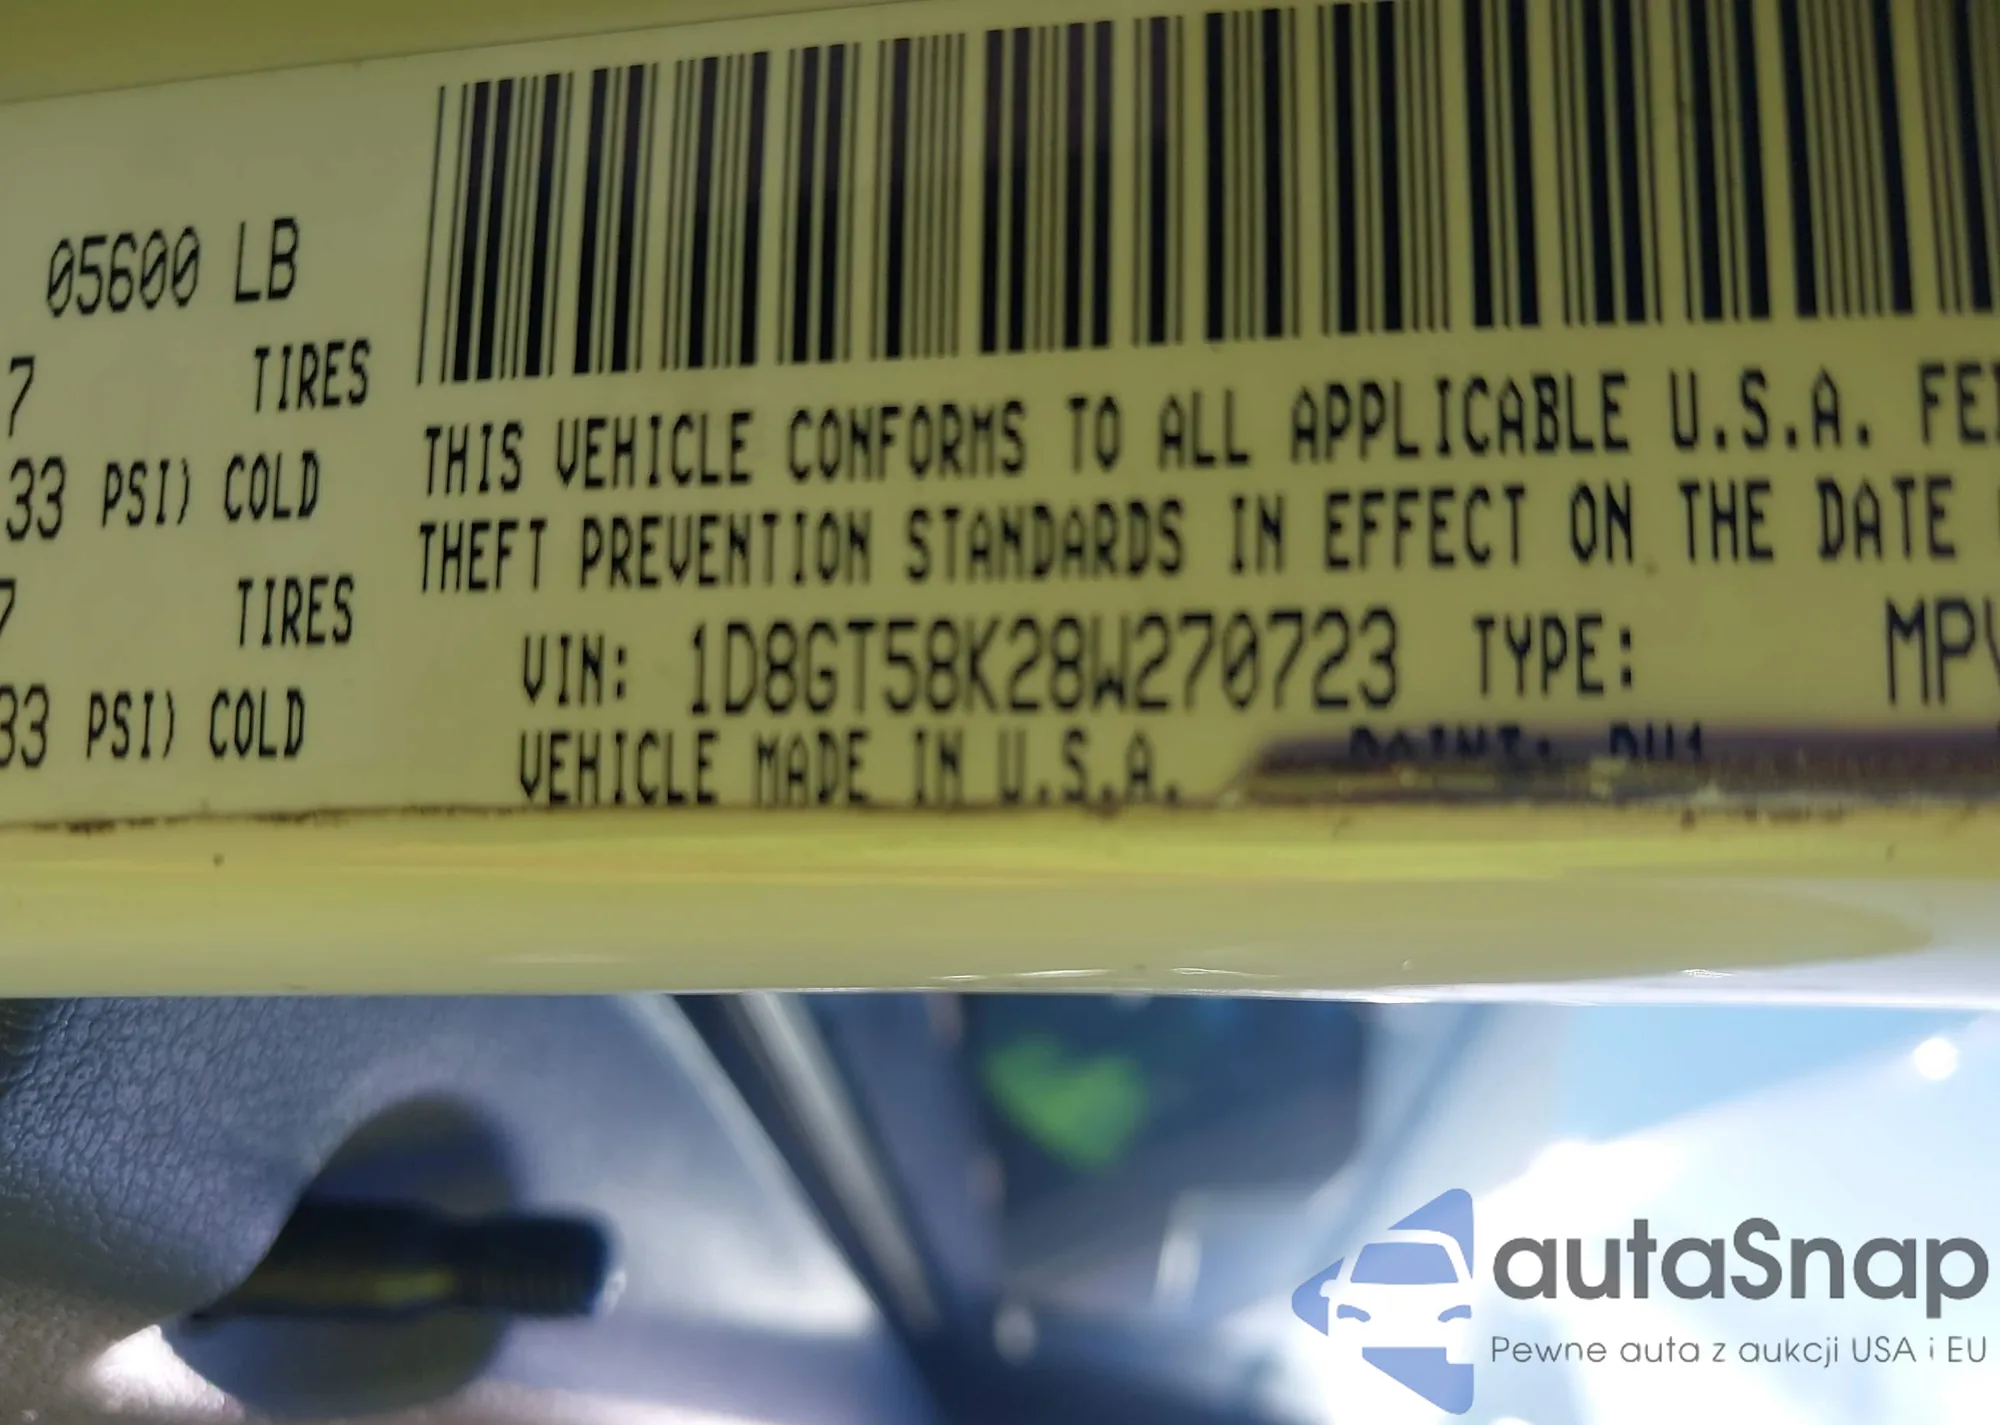 05600 LB
7 TIRES
33 PSI) COLD
7 TIRES
33 PSI) COLD
THIS VEHICLE CONFORMS TO ALL APPLICABLE U.S.A.
THEFT PREVENTION STANDARDS IN EFFECT ON THE DATE
VIN: 1D8GT58K28W270723 TYPE: MPV
VEHICLE MADE IN U.S.A. PAINT:
autaSnap
Pewne auta z aukcji USA i EU